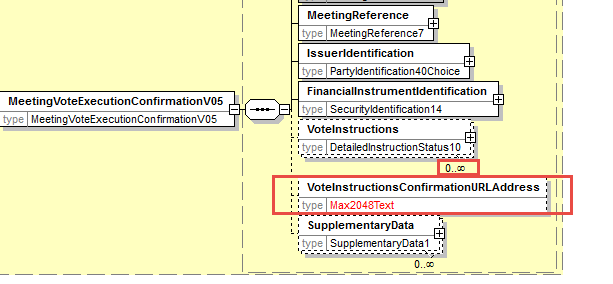 MeetingReference
type MeetingReference7
IssuerIdentification
type PartyIdentification40Choice
FinancialInstrumentIdentification
type SecurityIdentification14
MeetingVoteExecutionConfirmationV05
type MeetingVoteExecutionConfirmationV05
VoteInstructions
type DetailedInstructionStatus10
0..∞
VoteInstructionsConfirmationURLAddress
type Max2048Text
SupplementaryData
type SupplementaryData1
0..∞